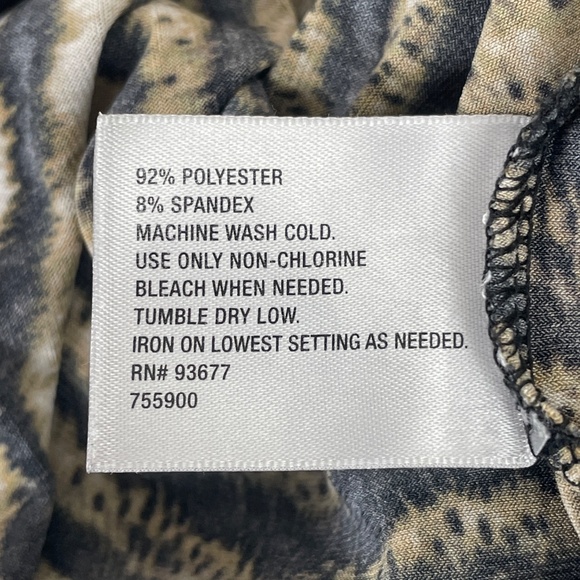 92% POLYESTER
8% SPANDEX
MACHINE WASH COLD.
USE ONLY NON-CHLORINE
BLEACH WHEN NEEDED.
TUMBLE DRY LOW.
IRON ON LOWEST SETTING AS NEEDED.
RN# 93677
755900